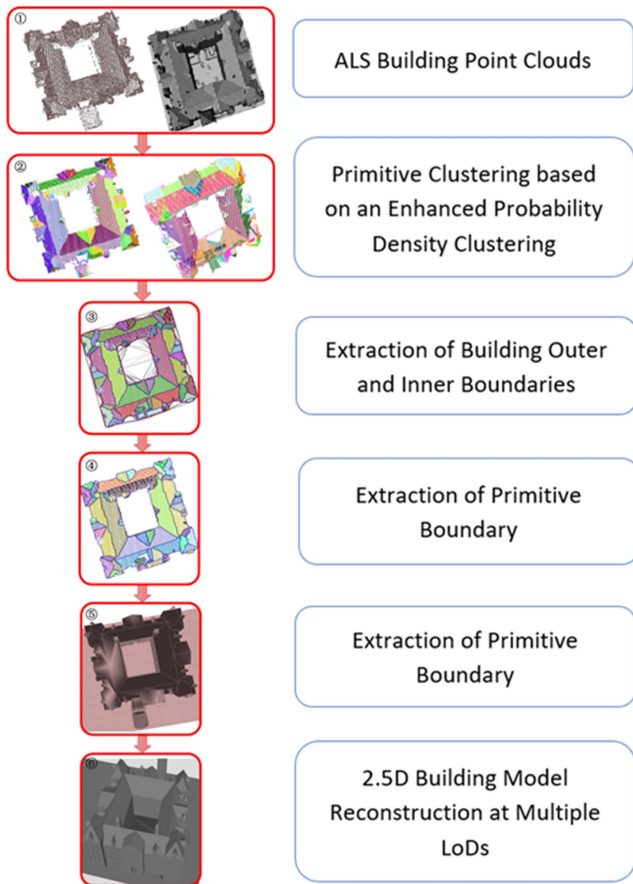 ①
ALS Building Point Clouds
②
Primitive Clustering based
on an Enhanced Probability
Density Clustering
③
Extraction of Building Outer
and Inner Boundaries
④
Extraction of Primitive
Boundary
⑤
Extraction of Primitive
Boundary
⑥
2.5D Building Model
Reconstruction at Multiple
LoDs